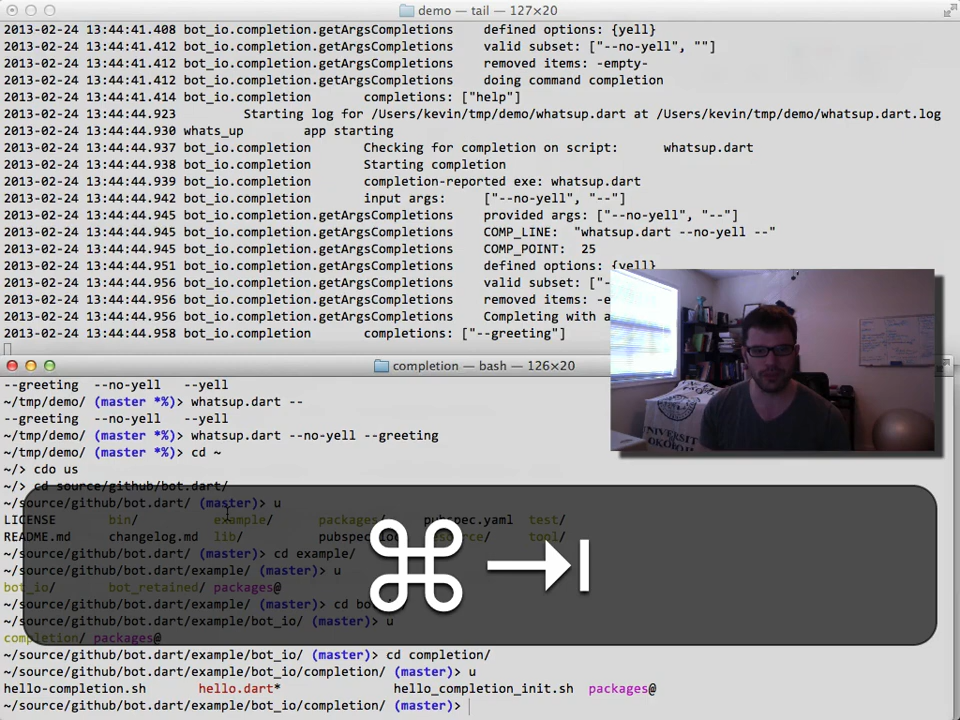 demo — tail — 127×20
2013-02-24 13:44:41.408 bot_io.completion.getArgsCompletions defined options: {yell}
2013-02-24 13:44:41.412 bot_io.completion.getArgsCompletions valid subset: ["--no-yell", ""]
2013-02-24 13:44:41.412 bot_io.completion.getArgsCompletions removed items: -empty-
2013-02-24 13:44:41.412 bot_io.completion.getArgsCompletions doing command completion
2013-02-24 13:44:41.414 bot_io.completion completions: ["help"]
2013-02-24 13:44:44.923 Starting log for /Users/kevin/tmp/demo/whatsup.dart at /Users/kevin/tmp/demo/whatsup.dart.log
2013-02-24 13:44:44.930 whats_up app starting
2013-02-24 13:44:44.937 bot_io.completion Checking for completion on script: whatsup.dart
2013-02-24 13:44:44.938 bot_io.completion Starting completion
2013-02-24 13:44:44.939 bot_io.completion completion-reported exe: whatsup.dart
2013-02-24 13:44:44.942 bot_io.completion input args: ["--no-yell", "--"]
2013-02-24 13:44:44.945 bot_io.completion.getArgsCompletions provided args: ["--no-yell", "--"]
2013-02-24 13:44:44.945 bot_io.completion.getArgsCompletions COMP_LINE: "whatsup.dart --no-yell --"
2013-02-24 13:44:44.945 bot_io.completion.getArgsCompletions COMP_POINT: 25
2013-02-24 13:44:44.951 bot_io.completion.getArgsCompletions defined options: {yell}
2013-02-24 13:44:44.956 bot_io.completion.getArgsCompletions valid subset: ["-
2013-02-24 13:44:44.956 bot_io.completion.getArgsCompletions removed items: -e
2013-02-24 13:44:44.956 bot_io.completion.getArgsCompletions Completing with a
2013-02-24 13:44:44.958 bot_io.completion completions: ["--greeting"]
completion — bash — 126×20
--greeting --no-yell --yell
~/tmp/demo/ (master *%)> whatsup.dart --
--greeting --no-yell --yell
~/tmp/demo/ (master *%)> whatsup.dart --no-yell --greeting
~/tmp/demo/ (master *%)> cd ~
~/> cdo us
~/> cd source/github/bot.dart/
~/source/github/bot.dart/ (master)> u
LICENSE bin/ example/ packages/ pubspec.yaml test/
README.md changelog.md lib/ tool/
~/source/github/bot.dart/ (master)> cd example/
~/source/github/bot.dart/example/ (master)> u
bot_io/ bot_retained/ packages@
~/source/github/bot.dart/example/ (master)> cd bo
~/source/github/bot.dart/example/bot_io/ (master)> u
completion/ packages@
~/source/github/bot.dart/example/bot_io/ (master)> cd completion/
~/source/github/bot.dart/example/bot_io/completion/ (master)> u
hello-completion.sh hello.dart* hello_completion_init.sh packages@
~/source/github/bot.dart/example/bot_io/completion/ (master)>